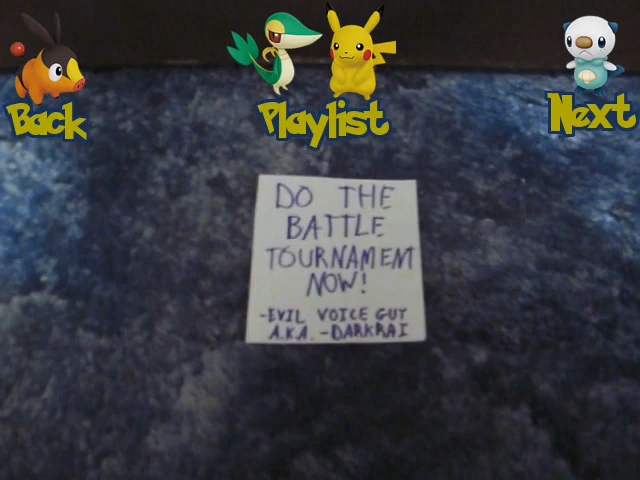 Back Playlist Next
DO THE
BATTLE
TOURNAMENT
NOW!
-EVIL VOICE GUY
A.K.A. -DARKRAI